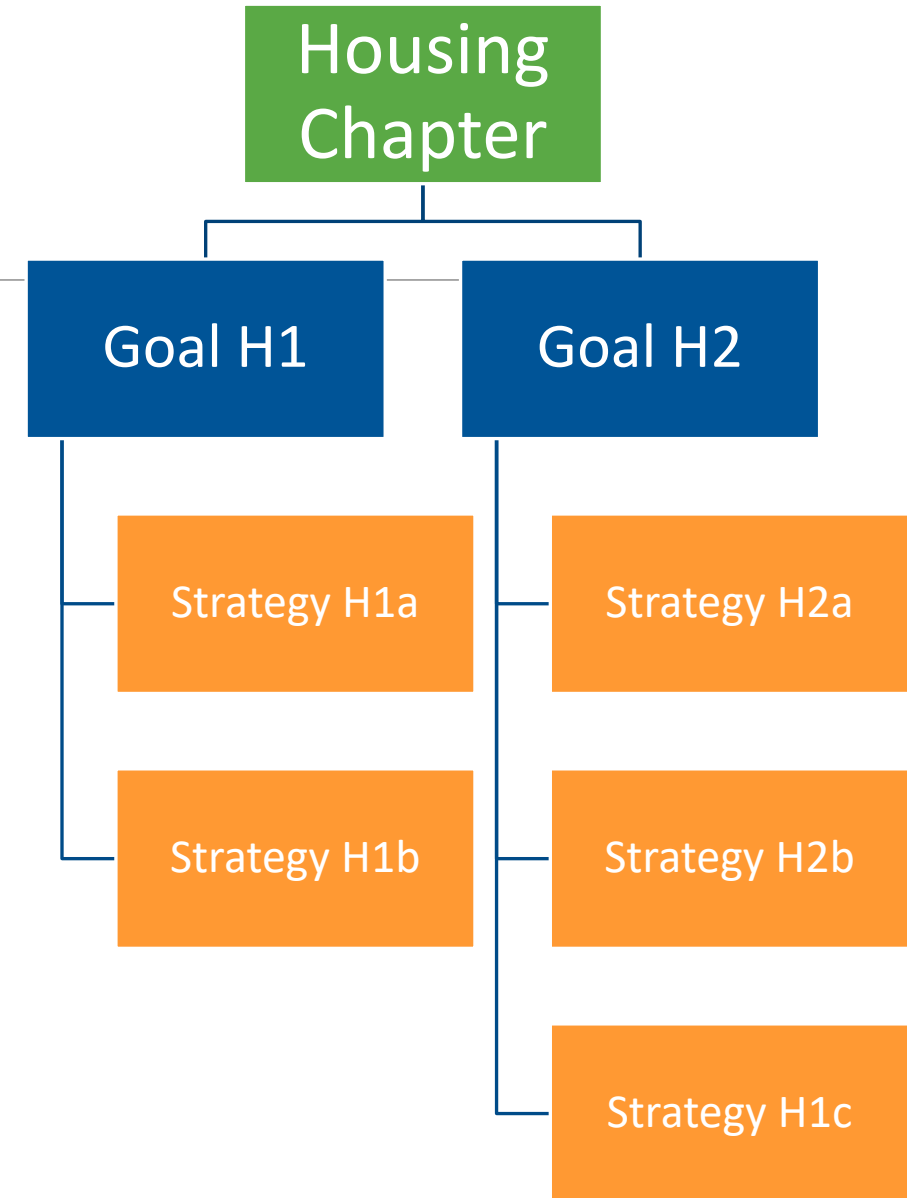 Housing
Chapter
Goal H1
Goal H2
Strategy H1a
Strategy H2a
Strategy H1b
Strategy H2b
Strategy H1c